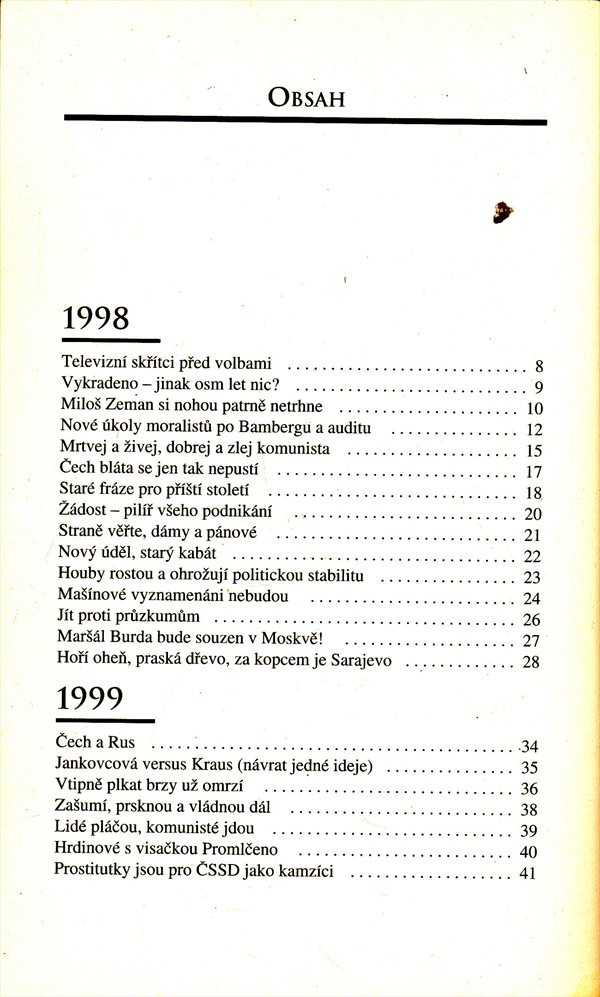 OBSAH
1998
Televizní skřítci před volbami ........................... 8
Vykradeno – jinak osm let nic? .......................... 9
Miloš Zeman si nohou patrně netrhne .................... 10
Nové úkoly moralistů po Bambergu a auditu .............. 12
Mrtvej a živej, dobrej a zlej komunista ................... 15
Čech bláta se jen tak nepustí ........................... 17
Staré fráze pro příští století ............................ 18
Žádost – pilíř všeho podnikání ......................... 20
Straně věřte, dámy a pánové ........................... 21
Nový úděl, starý kabát ................................ 22
Houby rostou a ohrožují politickou stabilitu ............... 23
Mašínové vyznamenáni nebudou ....................... 24
Jít proti průzkumům .................................. 26
Maršál Burda bude souzen v Moskvě! ................... 27
Hoří oheň, praská dřevo, za kopcem je Sarajevo ............ 28
1999
Čech a Rus ........................................ 34
Jankovcová versus Kraus (návrat jedné ideje) .............. 35
Vtipně plkat brzy už omrzí ............................ 36
Zašumí, prsknou a vládnou dál ......................... 38
Lidé pláčou, komunisté jdou ........................... 39
Hrdinové s visačkou Promlčeno ........................ 40
Prostitutky jsou pro ČSSD jako kamzíci .................. 41